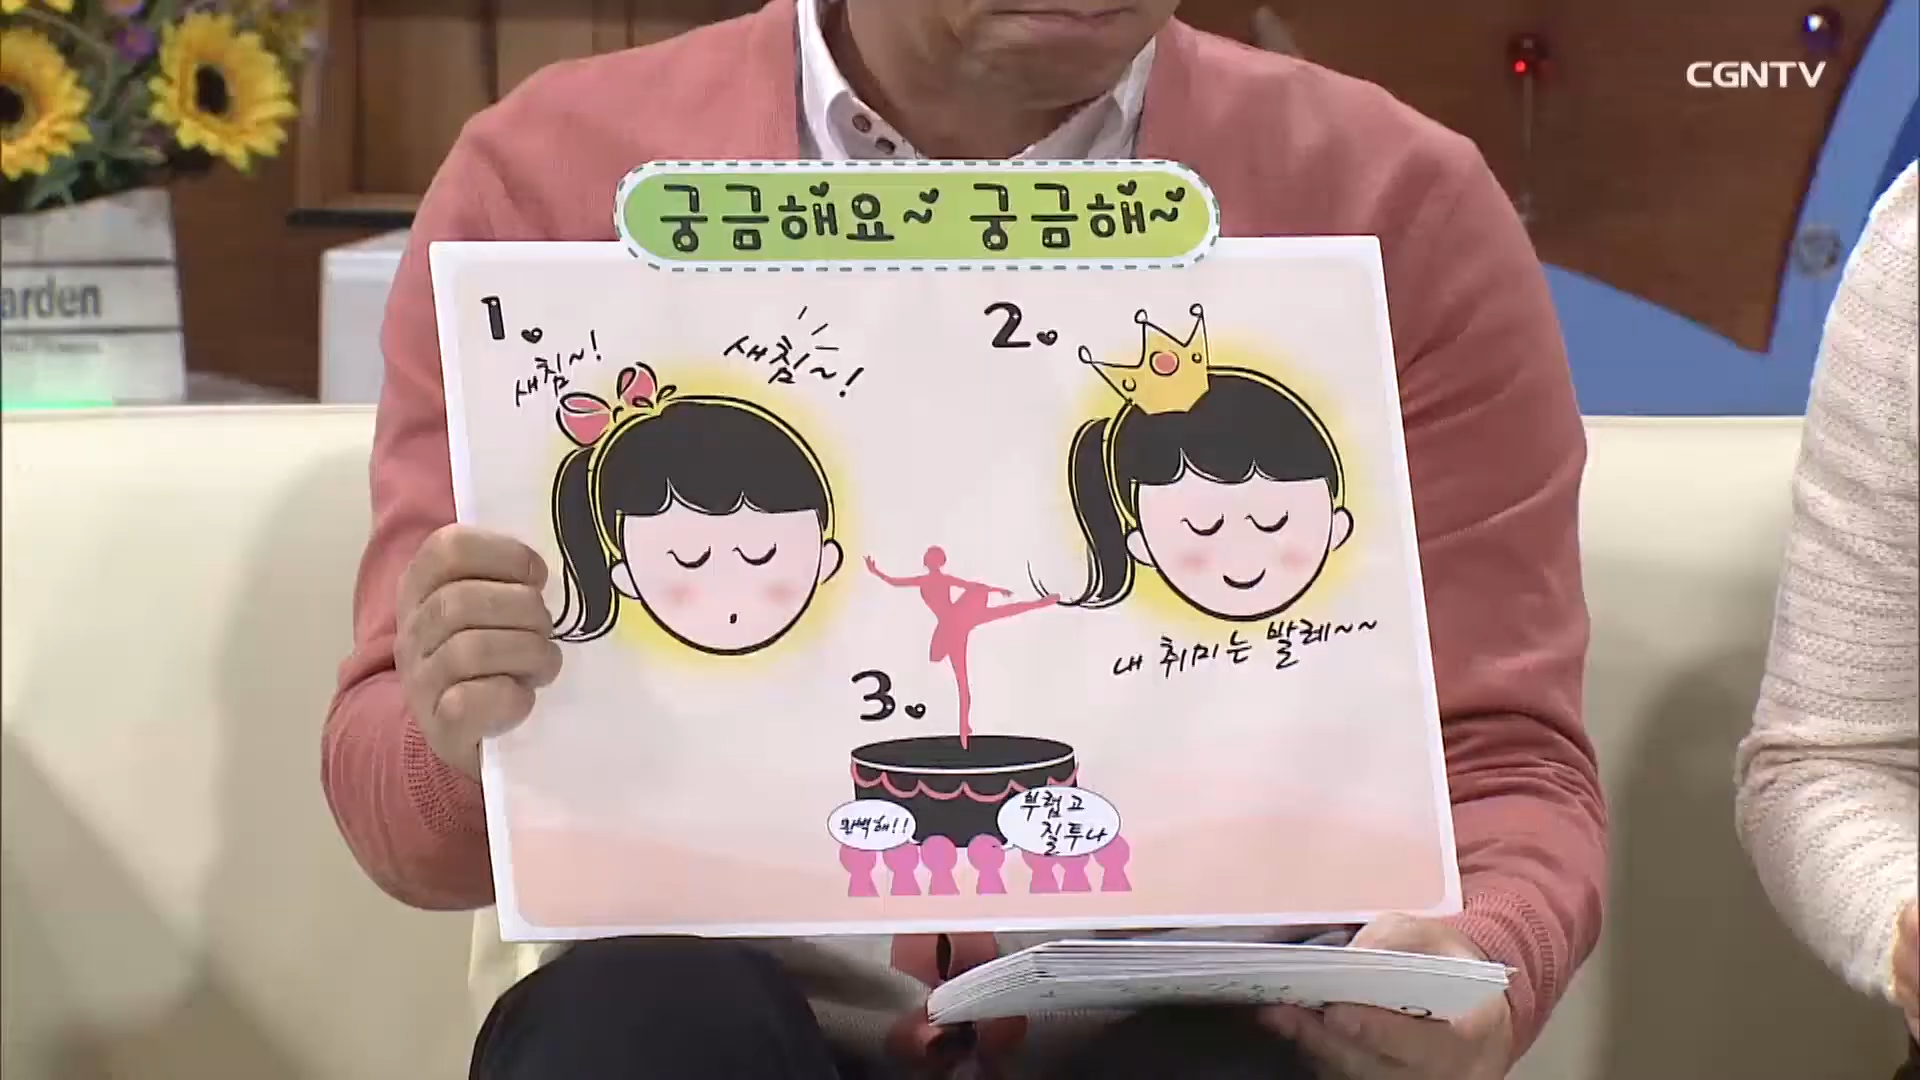 CGNTV
궁금해요~ 궁금해~
1.
새침~!
새침~!
2.
내 취미는 발레~~
3.
완벽해!!
부럽고
질투나
arden